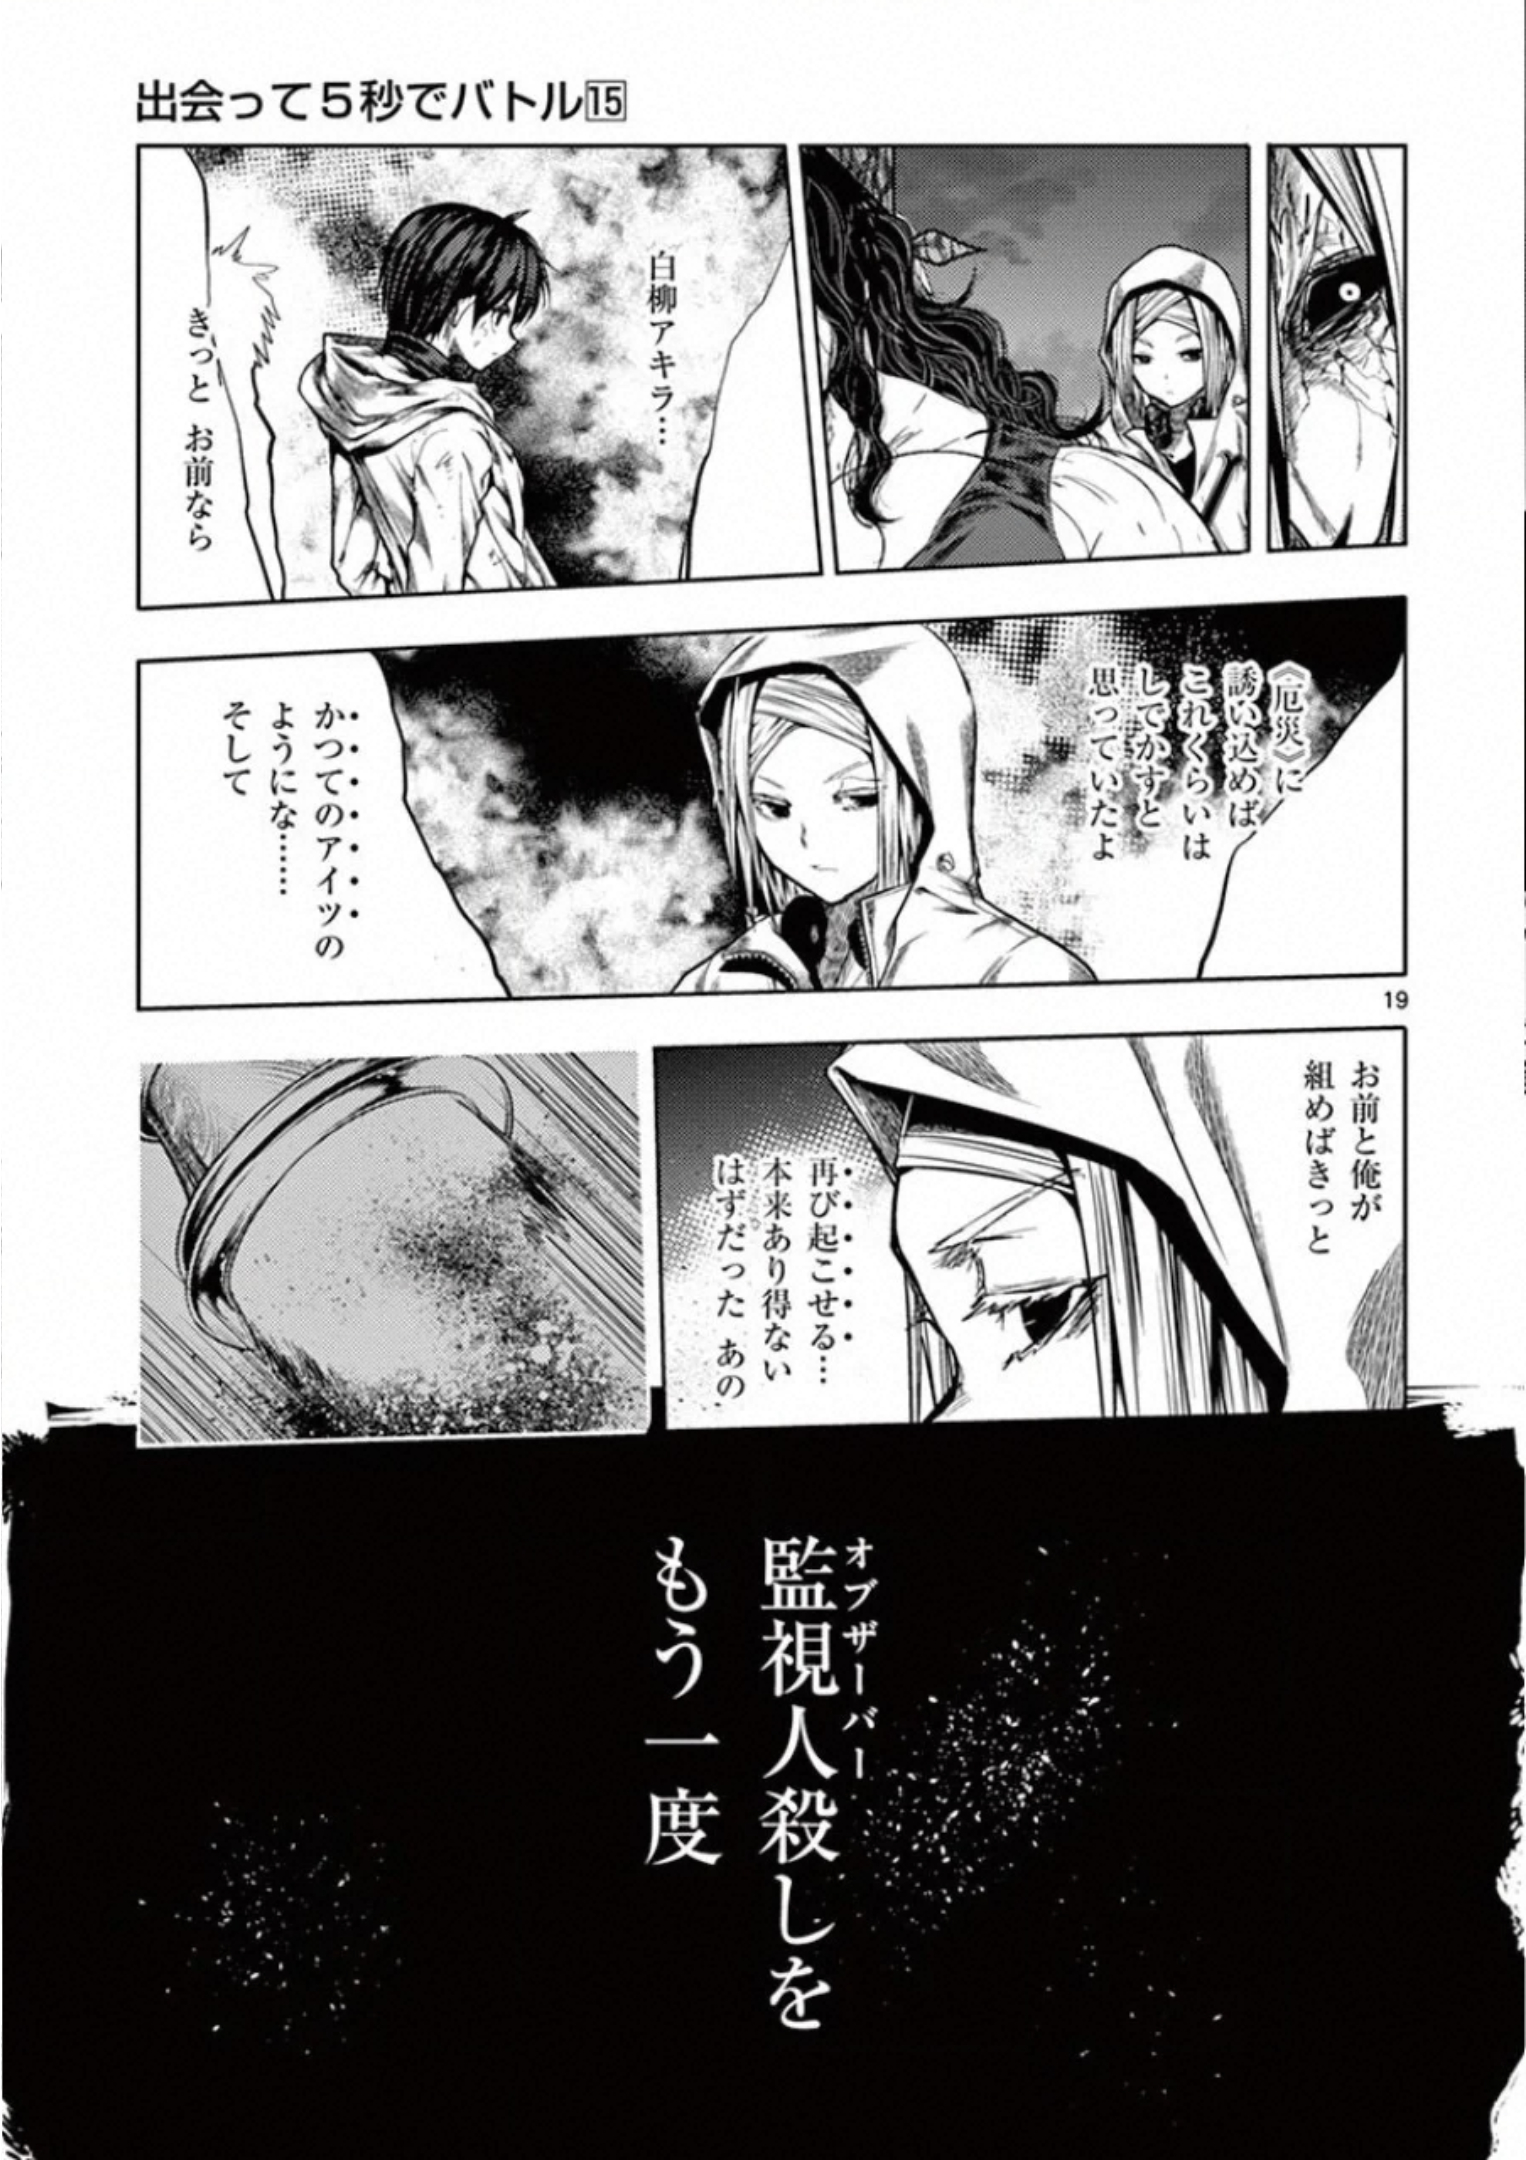 出会って5秒でバトル15
白柳アキラ…
きっと お前なら
《厄災》に
誘い込めば
これくらいは
しでかすと
思っていたよ
かつてのアイツの
ようにな……
そして
19
お前と俺が
組めばきっと
再び起こせる…
本来あり得ない
はずだった あの
オブザーバー
監視人殺しを
もう一度